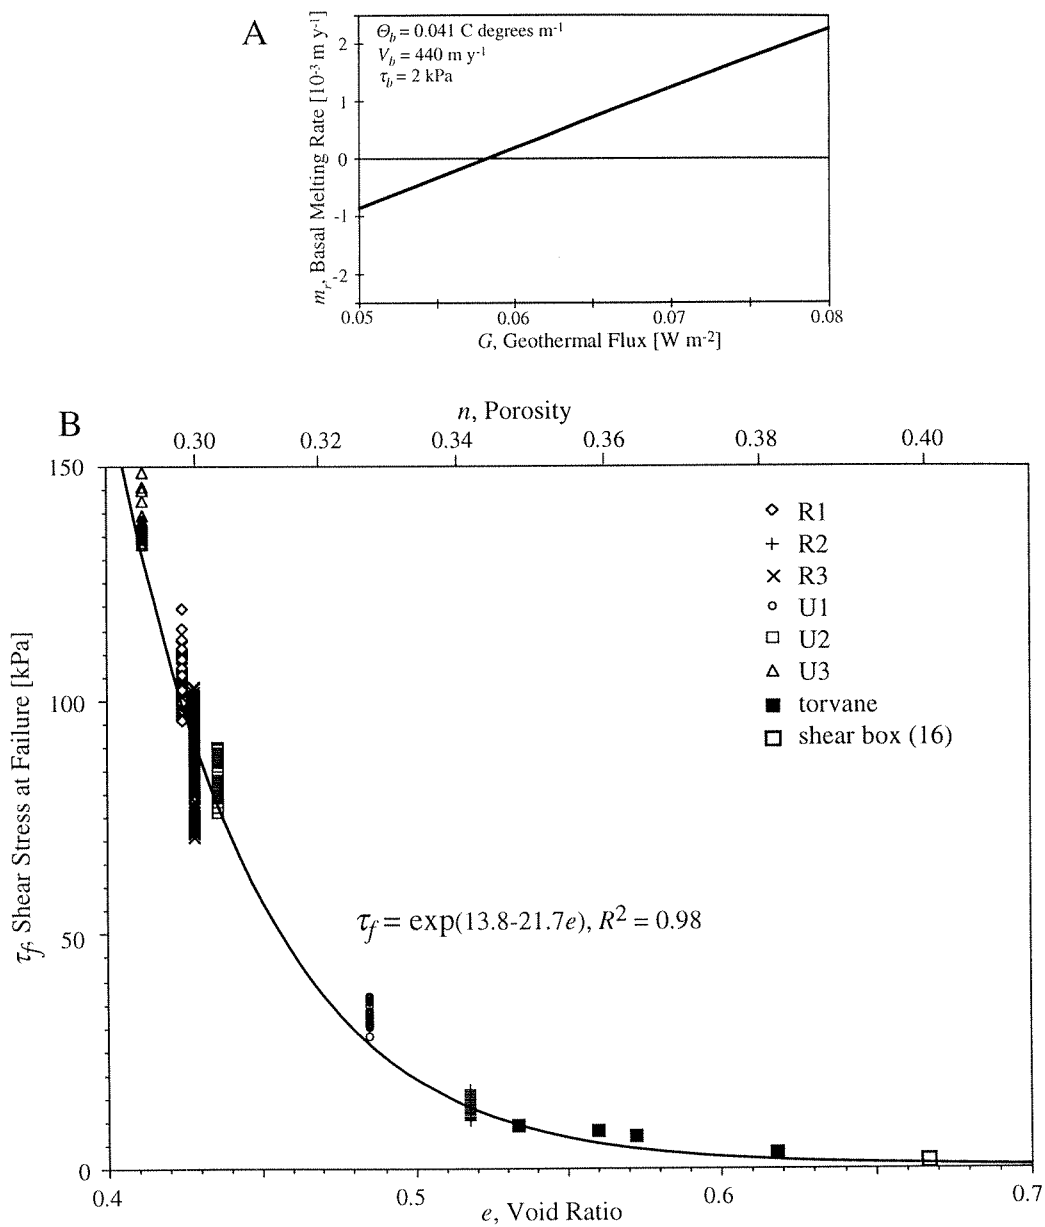 A
Θb = 0.041 C degrees m-1
Vb = 440 m y-1
τb = 2 kPa
mr, Basal Melting Rate [10-3 m y-1]
2
1
0
-1
-2
0.05
0.06
0.07
0.08
G, Geothermal Flux [W m-2]
B
n, Porosity
0.30
0.32
0.34
0.36
0.38
0.40
τf, Shear Stress at Failure [kPa]
150
100
50
0
R1
R2
R3
U1
U2
U3
torvane
shear box (16)
τf = exp(13.8-21.7e), R2 = 0.98
0.4
0.5
0.6
0.7
e, Void Ratio